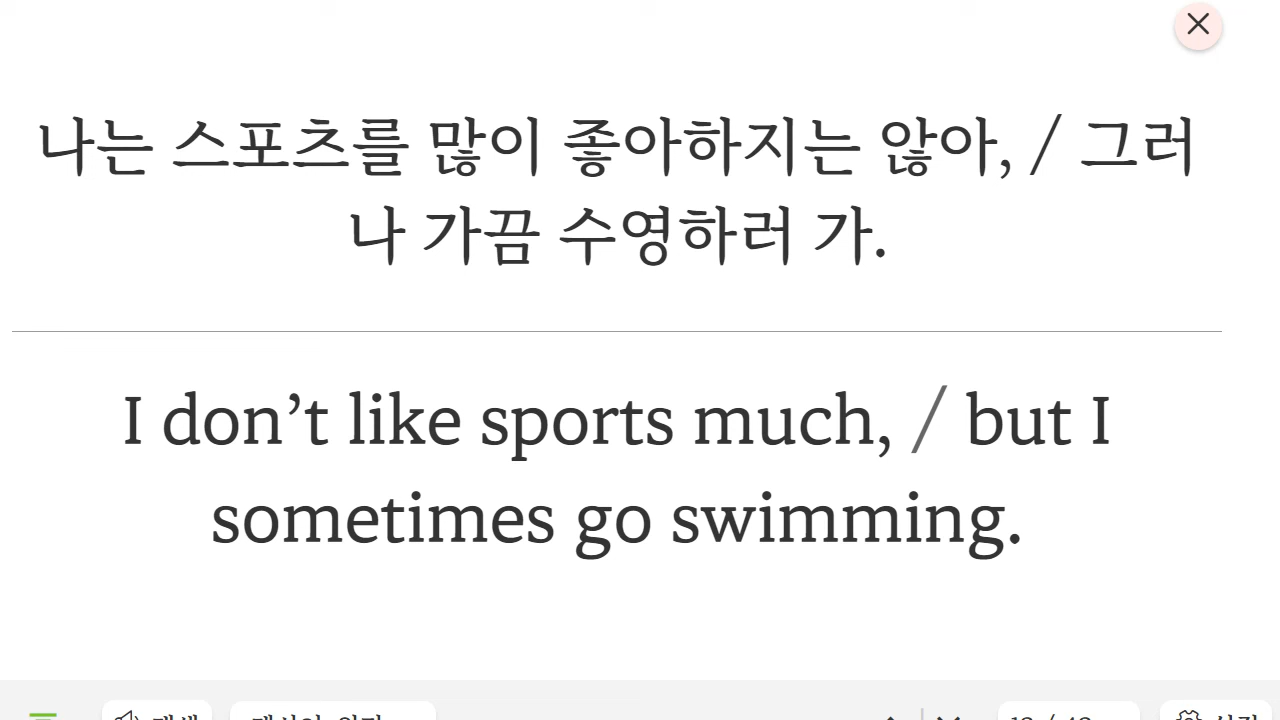 나는 스포츠를 많이 좋아하지는 않아, / 그러
나 가끔 수영하러 가.
I don’t like sports much, / but I
sometimes go swimming.